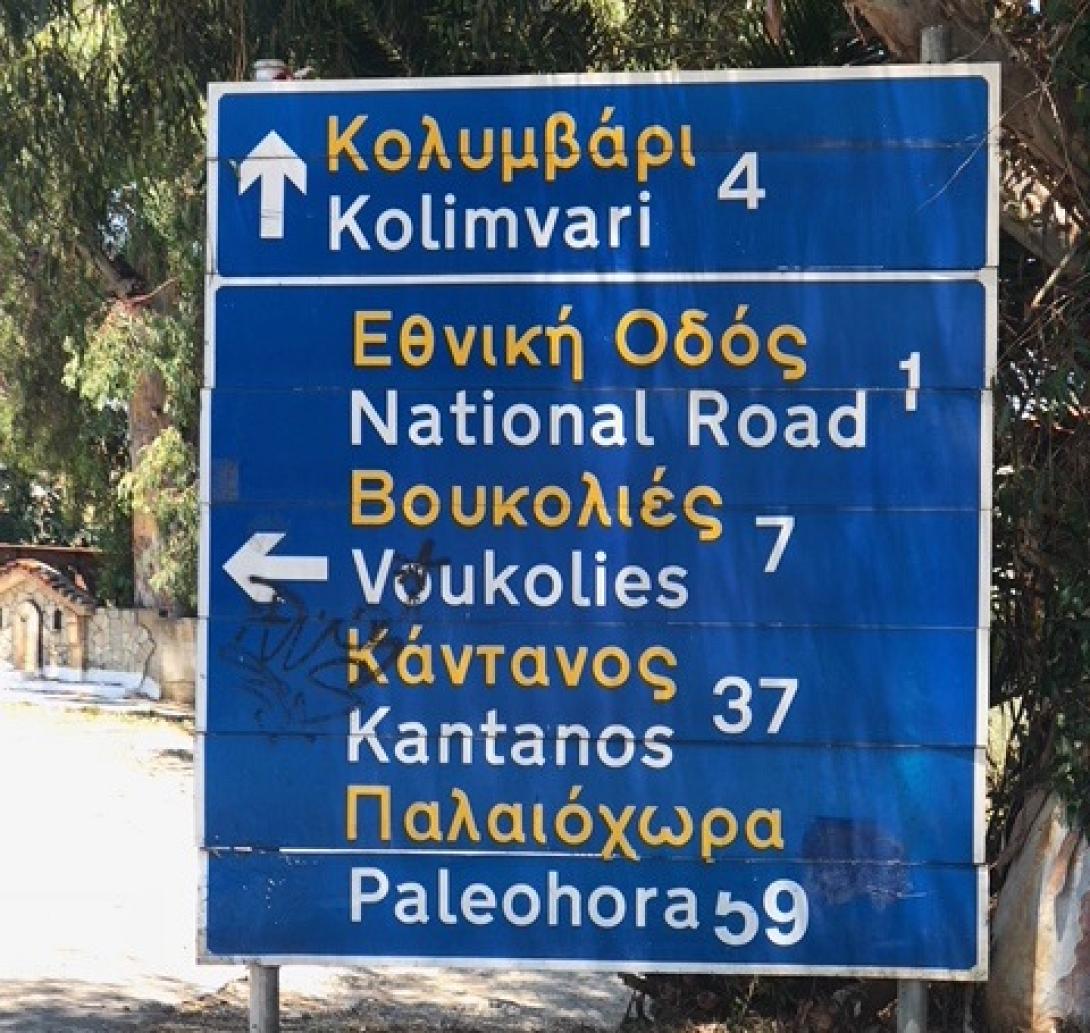 Κολυμβάρι
Kolimvari 4
Εθνική Οδός
National Road 1
Βουκολιές
Voukolies 7
Κάντανος
Kantanos 37
Παλαιόχωρα
Paleohora 59